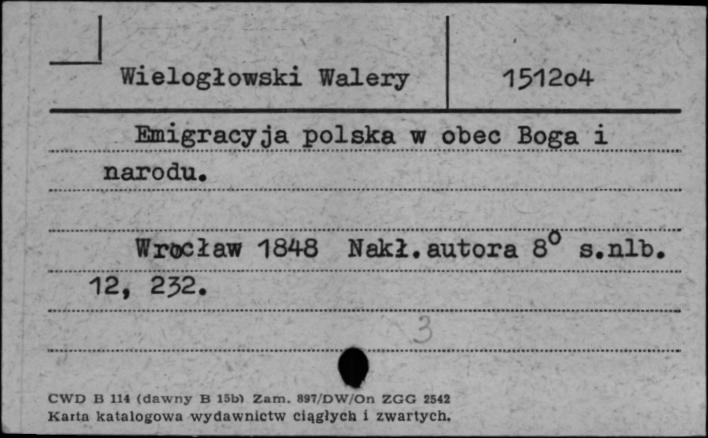 Wielogłowski Walery 1512o4
Emigracyja polska w obec Boga i
narodu.
Wrocław 1848 Nakł.autora 8⁰ s.nlb.
12, 232.
3
CWD B 114 (dawny B 15b) Zam. 897/DW/On ZGG 2542
Karta katalogowa wydawnictw ciągłych i zwartych.